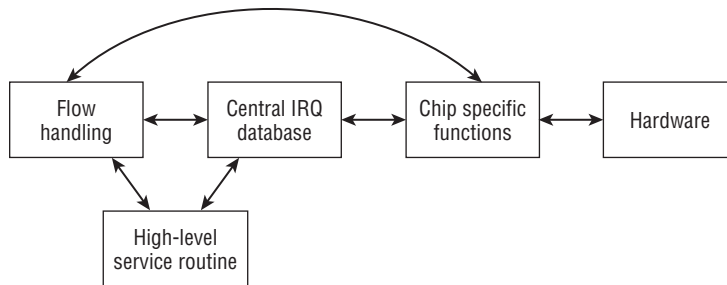 Flow
handling
Central IRQ
database
Chip specific
functions
Hardware
High-level
service routine